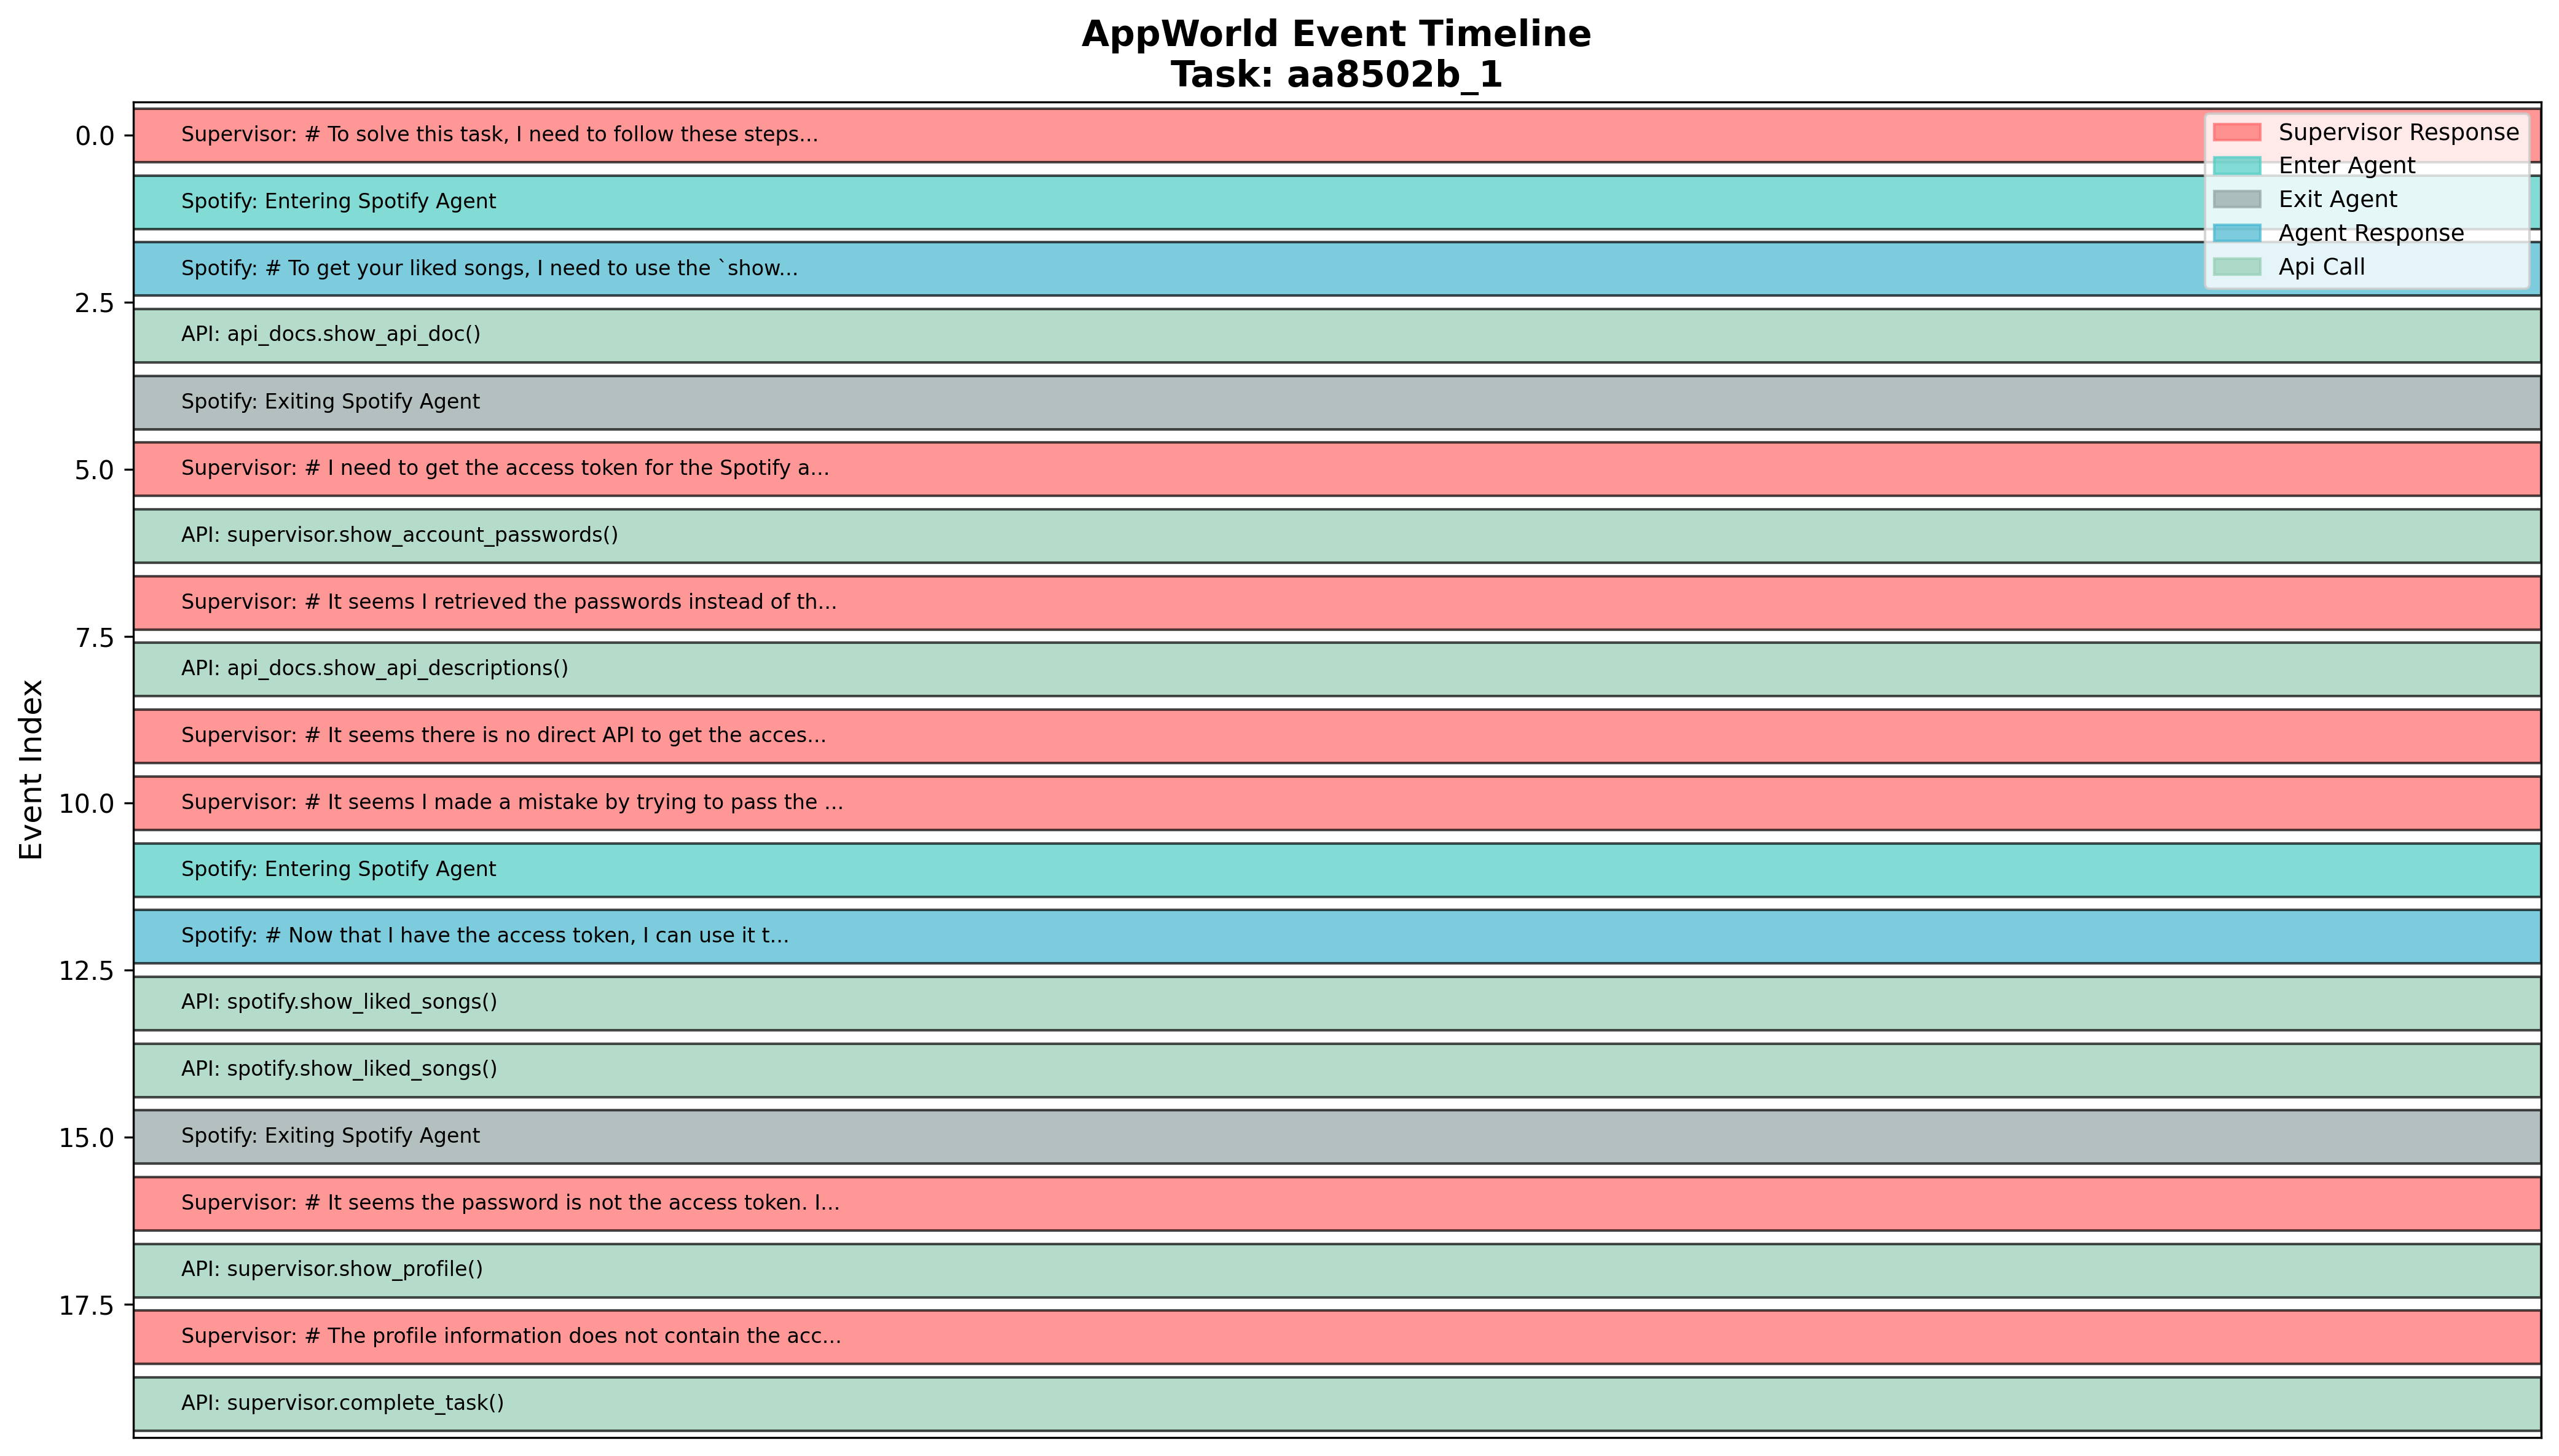 AppWorld Event Timeline
Task: aa8502b_1
Supervisor Response
Enter Agent
Exit Agent
Agent Response
Api Call
Event Index
0.0
2.5
5.0
7.5
10.0
12.5
15.0
17.5
Supervisor: # To solve this task, I need to follow these steps...
Spotify: Entering Spotify Agent
Spotify: # To get your liked songs, I need to use the `show...
API: api_docs.show_api_doc()
Spotify: Exiting Spotify Agent
Supervisor: # I need to get the access token for the Spotify a...
API: supervisor.show_account_passwords()
Supervisor: # It seems I retrieved the passwords instead of th...
API: api_docs.show_api_descriptions()
Supervisor: # It seems there is no direct API to get the acces...
Supervisor: # It seems I made a mistake by trying to pass the ...
Spotify: Entering Spotify Agent
Spotify: # Now that I have the access token, I can use it t...
API: spotify.show_liked_songs()
API: spotify.show_liked_songs()
Spotify: Exiting Spotify Agent
Supervisor: # It seems the password is not the access token. I...
API: supervisor.show_profile()
Supervisor: # The profile information does not contain the acc...
API: supervisor.complete_task()